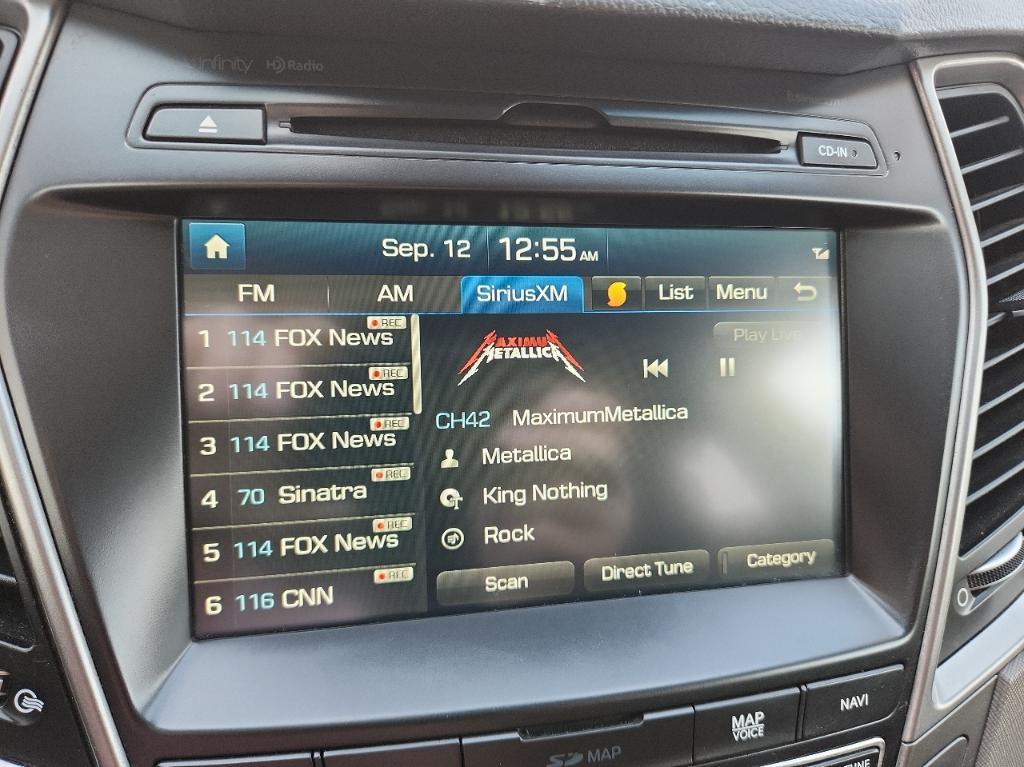 infinity HD Radio
CD-IN
Sep. 12 12:55 AM
FM AM SiriusXM List Menu
1 114 FOX News REC
2 114 FOX News REC
3 114 FOX News REC
4 70 Sinatra REC
5 114 FOX News REC
6 116 CNN REC
Play Live
MAXIMUM
METALLICA
CH42 MaximumMetallica
Metallica
King Nothing
Rock
Scan Direct Tune Category
SD MAP
MAP
VOICE
NAVI
TUNE